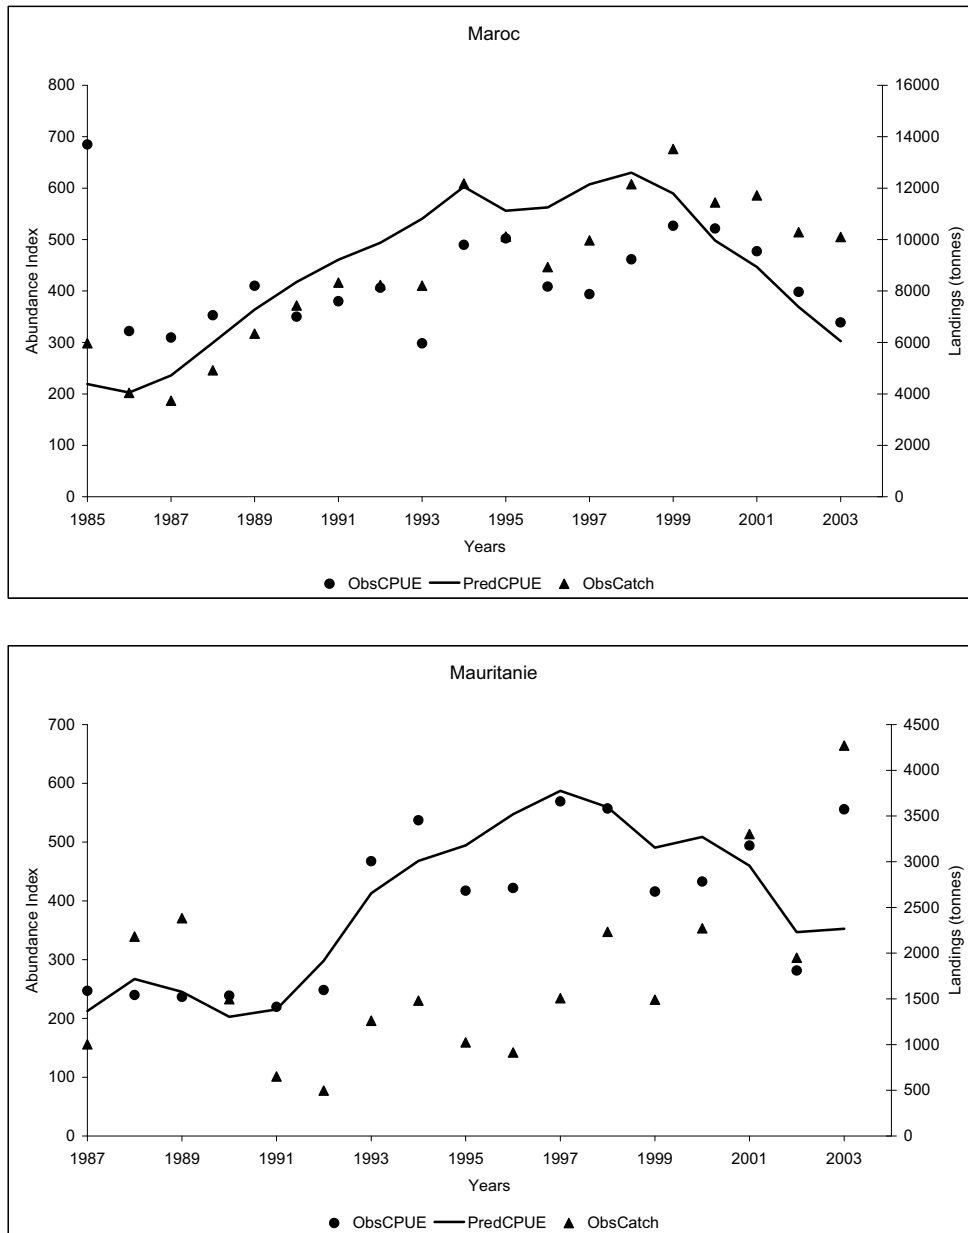 Maroc
800 16000
700 14000
600 12000
500 10000
400 8000
300 6000
200 4000
100 2000
0 0
Abundance Index
Landings (tonnes)
1985 1987 1989 1991 1993 1995 1997 1999 2001 2003
Years
ObsCPUE PredCPUE ObsCatch
Mauritanie
700 4500
600 4000
500 3500
400 3000
300 2500
200 2000
100 1500
0 1000
500
0
Abundance Index
Landings (tonnes)
1987 1989 1991 1993 1995 1997 1999 2001 2003
Years
ObsCPUE PredCPUE ObsCatch